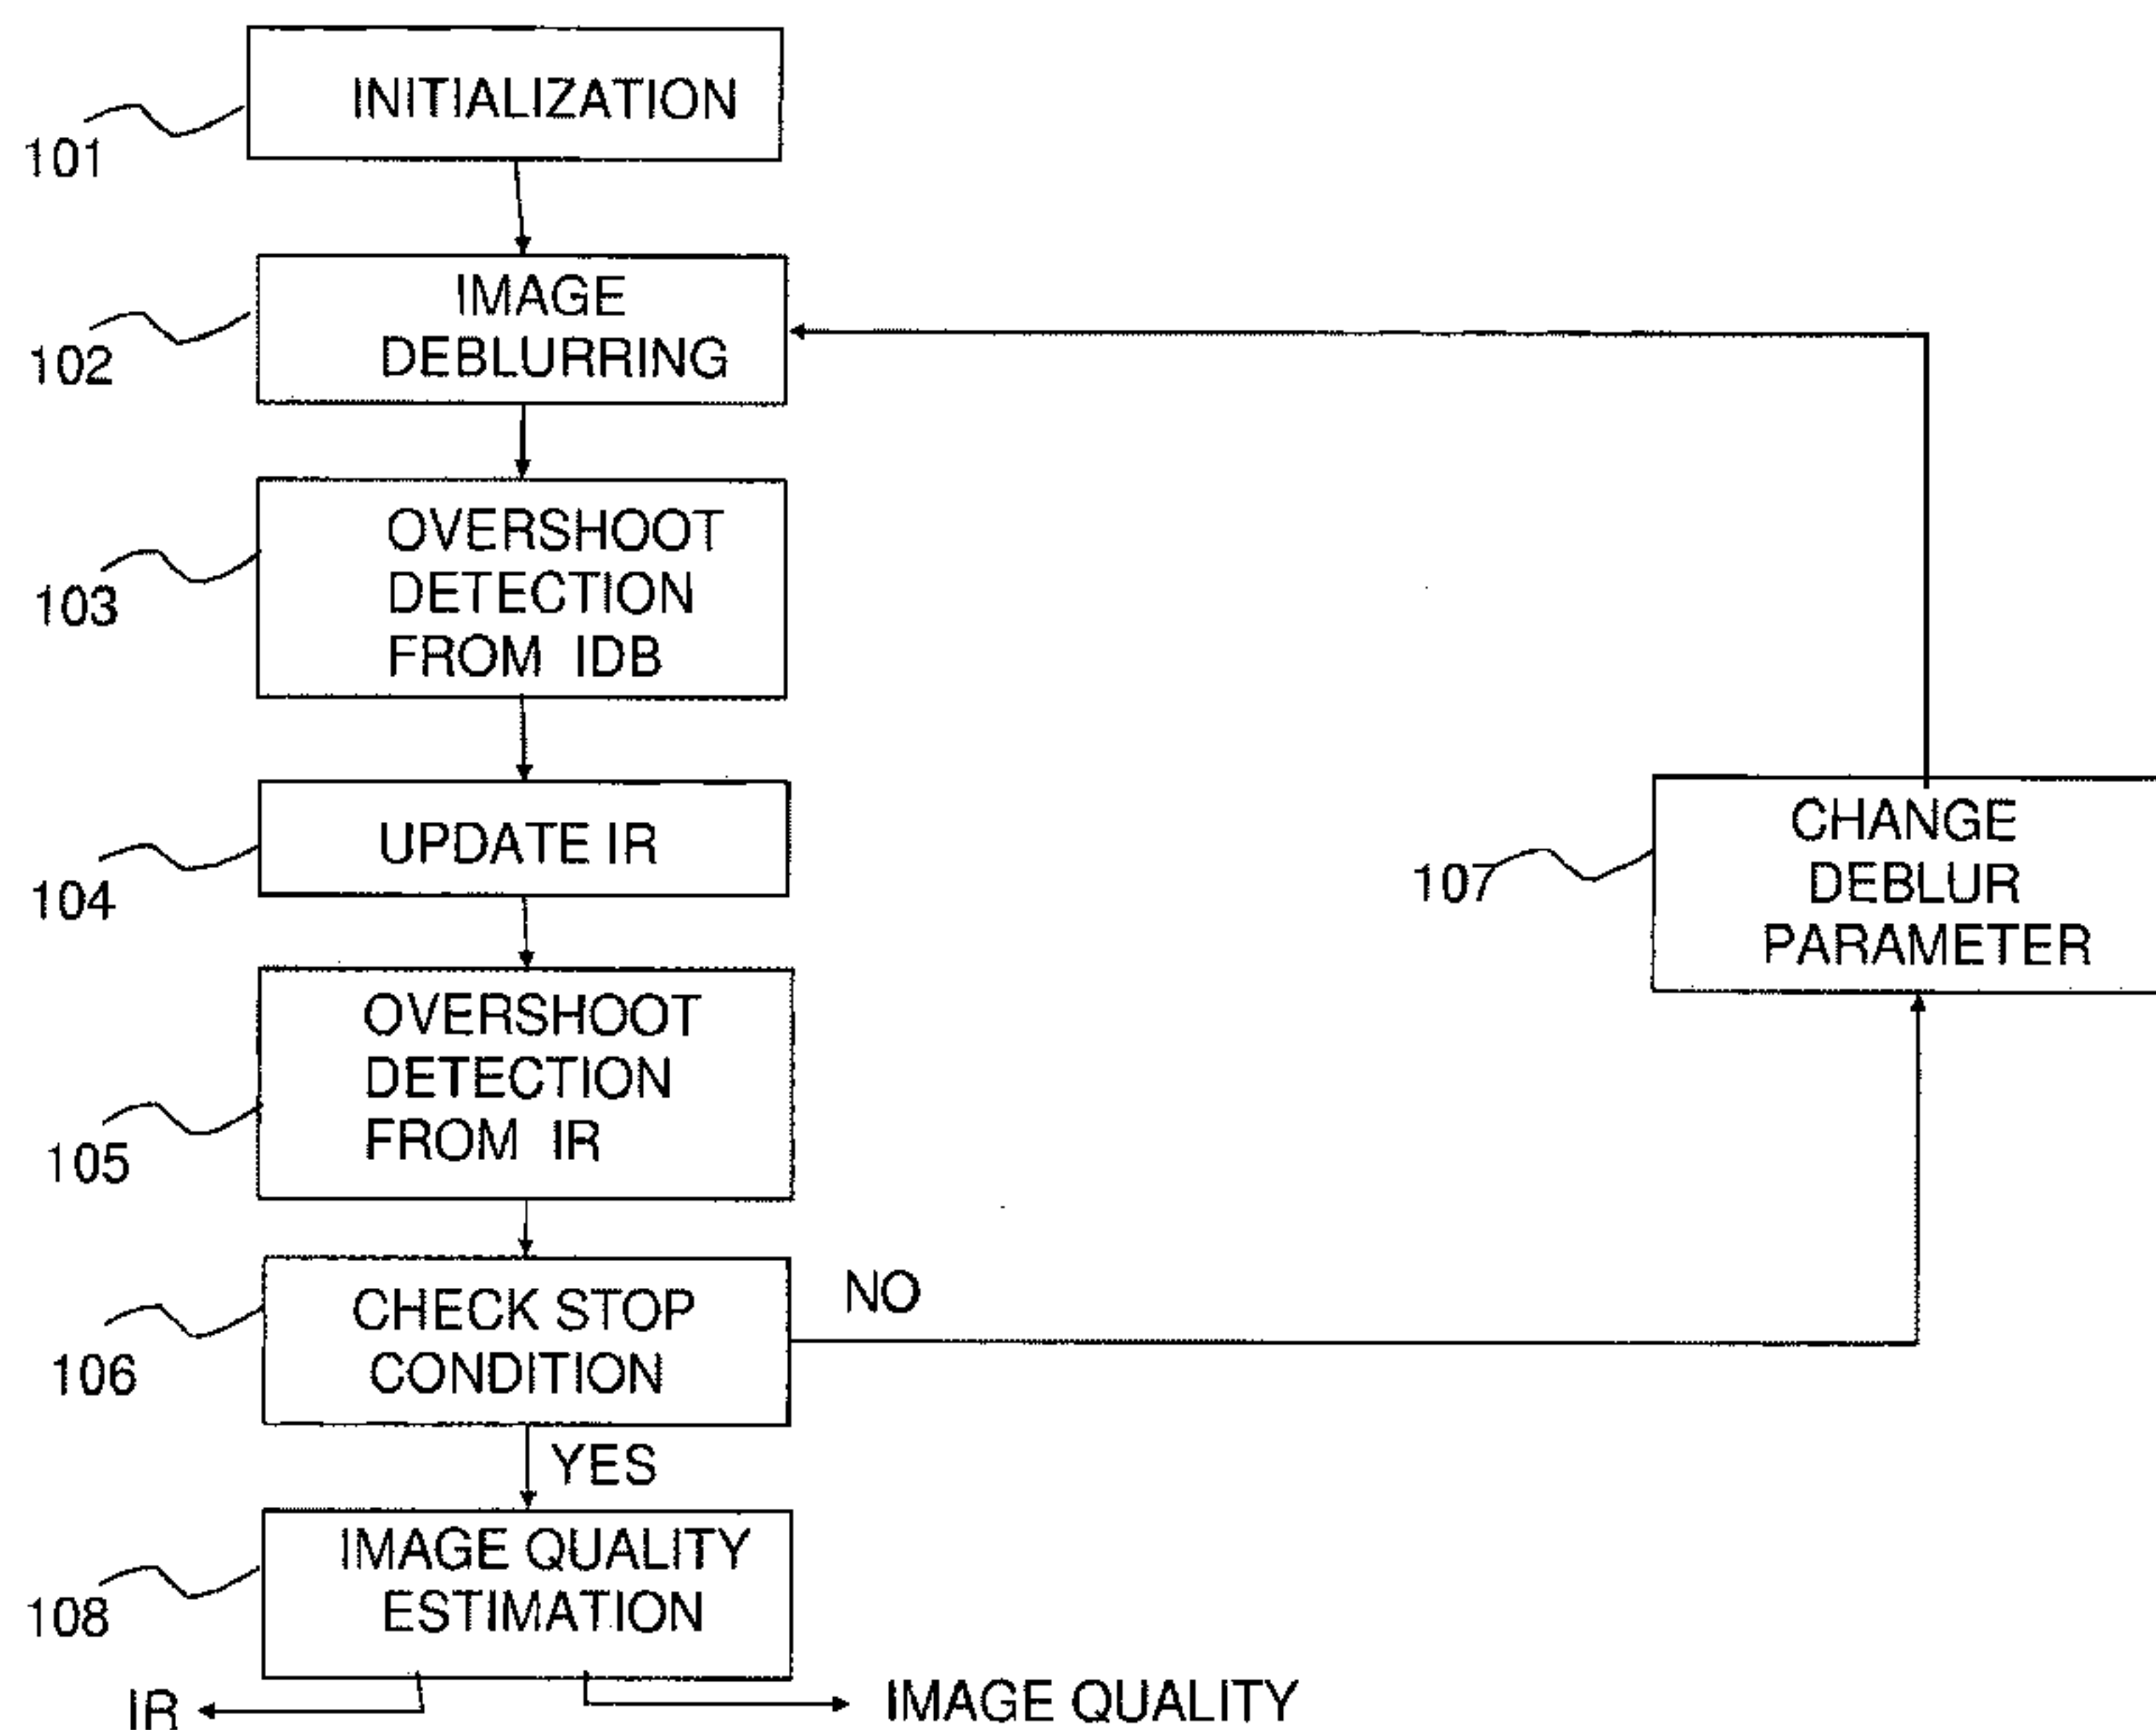 INITIALIZATION
101
IMAGE
DEBLURRING
102
OVERSHOOT
DETECTION
FROM IDB
103
UPDATE IR
104
CHANGE
DEBLUR
PARAMETER
107
OVERSHOOT
DETECTION
FROM IR
105
CHECK STOP
CONDITION
NO
106
YES
IMAGE QUALITY
ESTIMATION
108
IR
IMAGE QUALITY